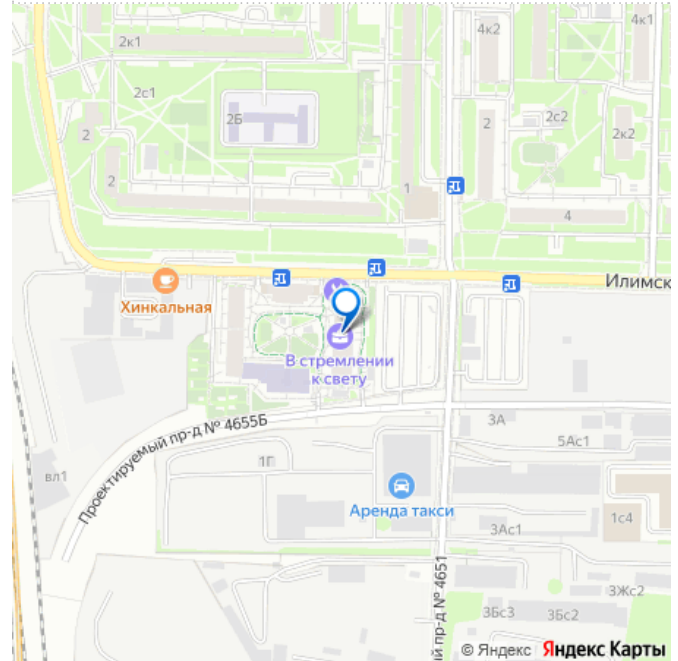 2к1
4к2
4к1
2с1
2Б
2
2
2с2
2
2к2
1
4
Илимск
Хинкальная
В стремлении
к свету
Проектируемый пр-д № 4655Б
3А
5Ас1
1Г
вл1
Аренда такси
1с4
3Ас1
ый пр-д № 4651
3Жс2
3Бс3
3Бс2
© Яндекс Яндекс Карты